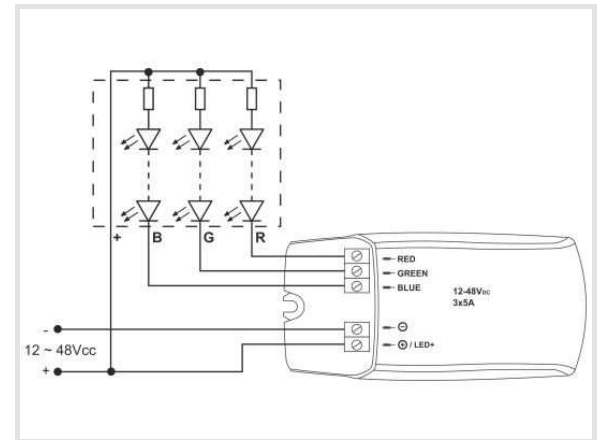 + B G R
RED
GREEN
BLUE
12-48VDC
3x5A
-
12 ~ 48Vcc
+
⊖
⊕ / LED+